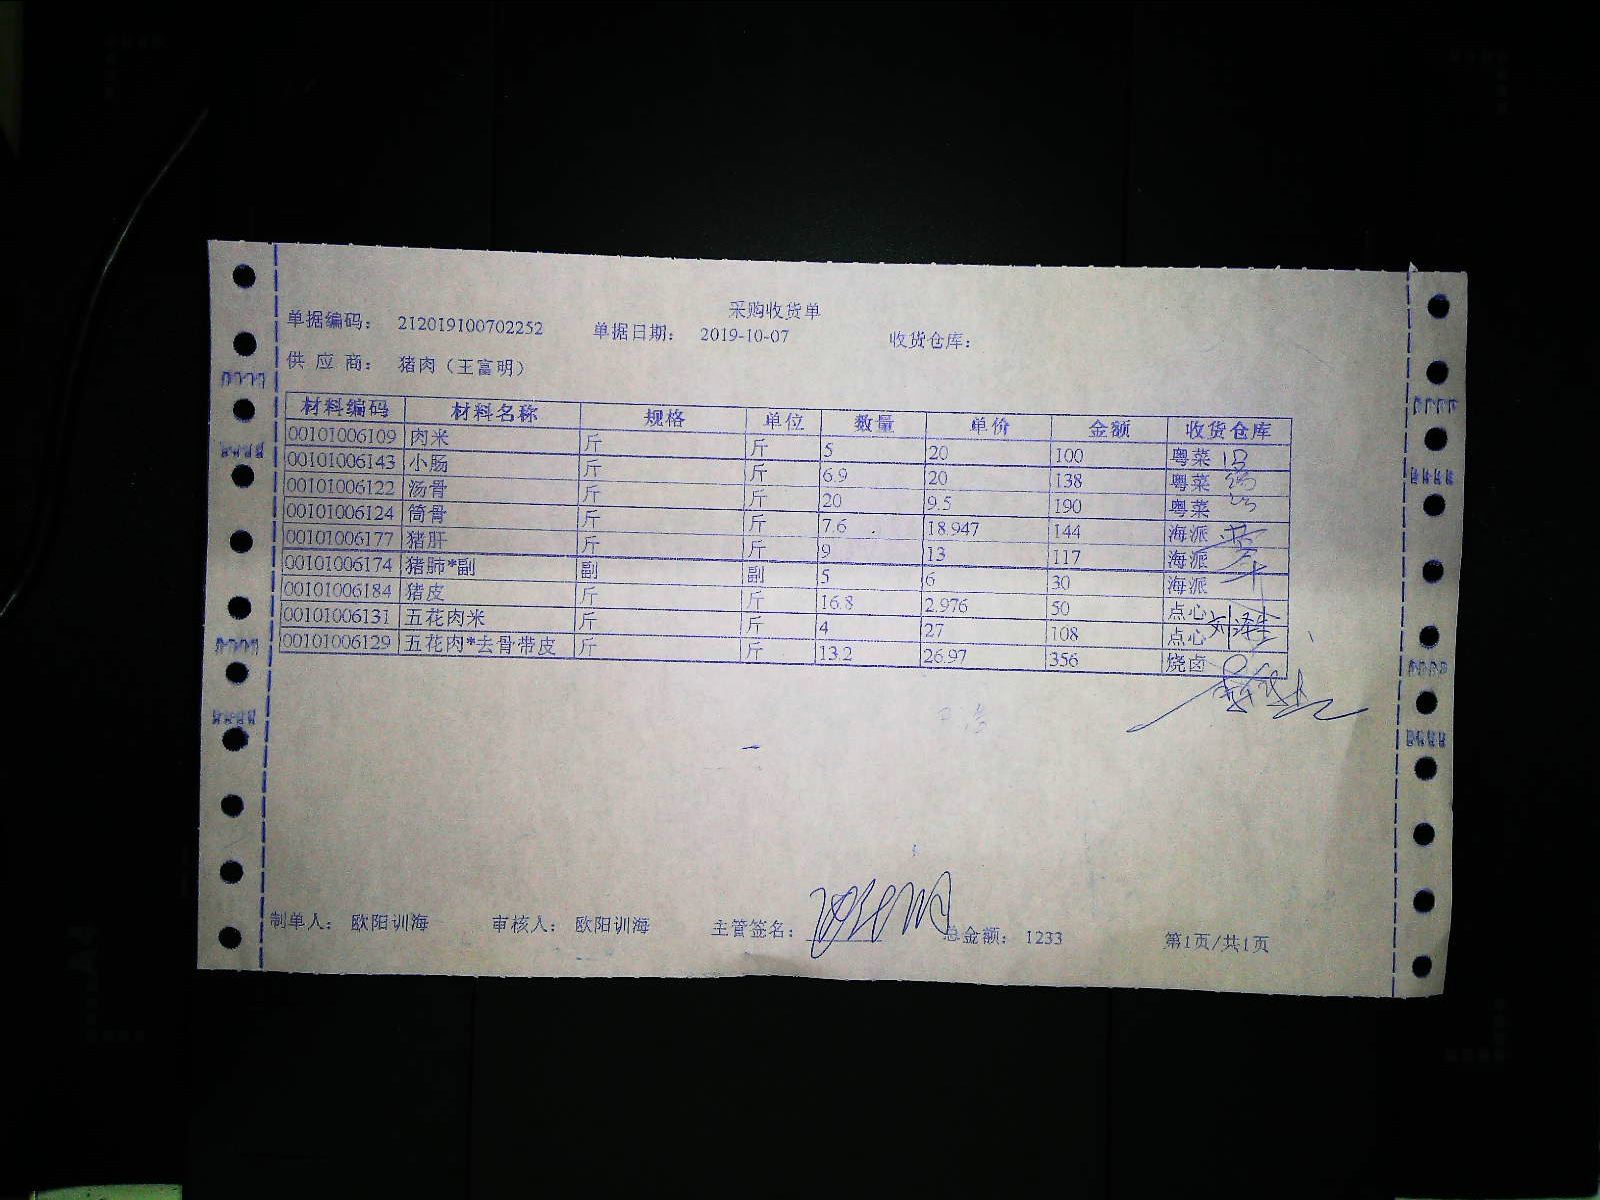 采购收货单
单据编码： 212019100702252 单据日期： 2019-10-07 收货仓库：
供 应 商： 猪肉（王富明）
材料编码 材料名称 规格 单位 数量 单价 金额 收货仓库
00101006109 肉米 斤 斤 5 20 100 粤菜
00101006143 小肠 斤 斤 6.9 20 138 粤菜
00101006122 汤骨 斤 斤 20 9.5 190 粤菜
00101006124 筒骨 斤 斤 7.6 18.947 144 海派
00101006177 猪肝 斤 斤 9 13 117 海派
00101006174 猪肺*副 副 副 5 6 30 海派
00101006184 猪皮 斤 斤 16.8 2.976 50 点心
00101006131 五花肉米 斤 斤 4 27 108 点心
00101006129 五花肉*去骨带皮 斤 斤 13.2 26.97 356 烧卤
制单人： 欧阳训海 审核人： 欧阳训海 主管签名： 总金额： 1233 第1页/共1页